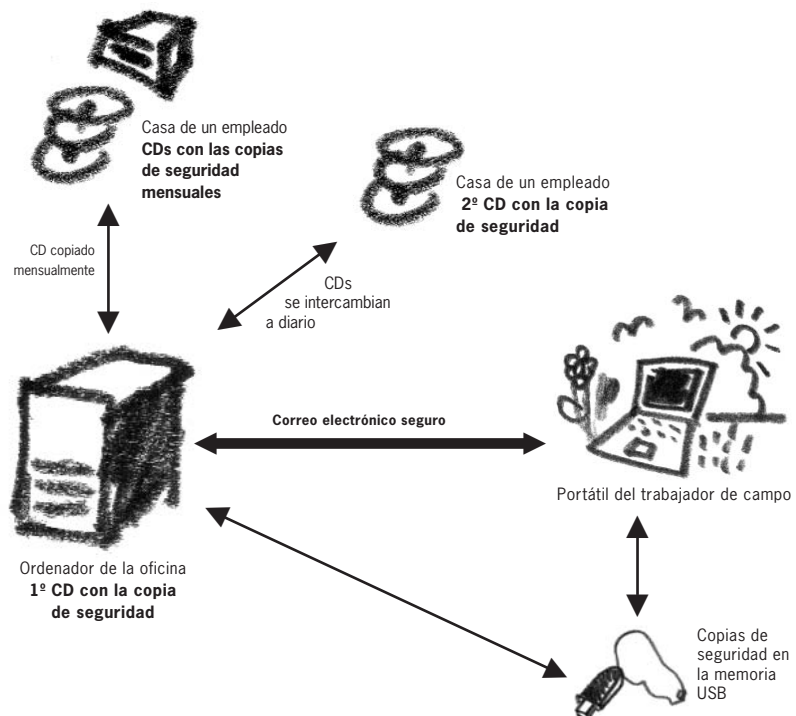 Casa de un empleado
CDs con las copias
de seguridad
mensuales
Casa de un empleado
2º CD con la copia
de seguridad
CD copiado
mensualmente
CDs
se intercambian
a diario
Correo electrónico seguro
Portátil del trabajador de campo
Ordenador de la oficina
1º CD con la copia
de seguridad
Copias de
seguridad en
la memoria
USB